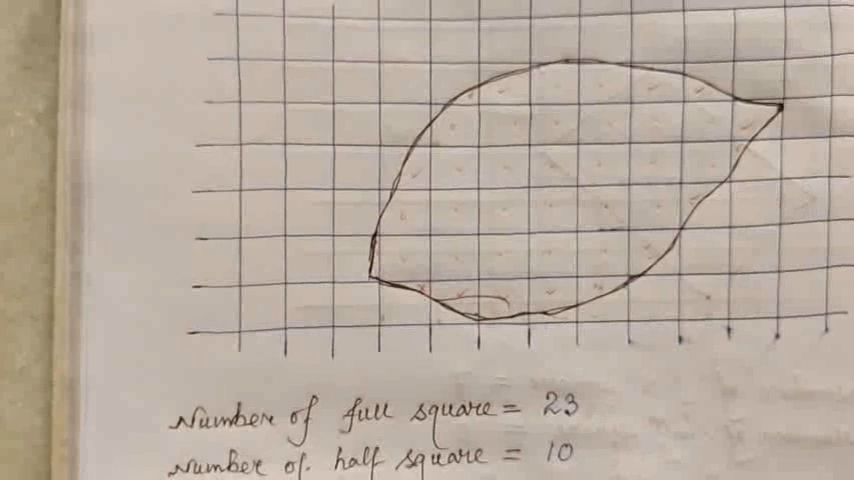 Number of full square = 23
Number of half square = 10